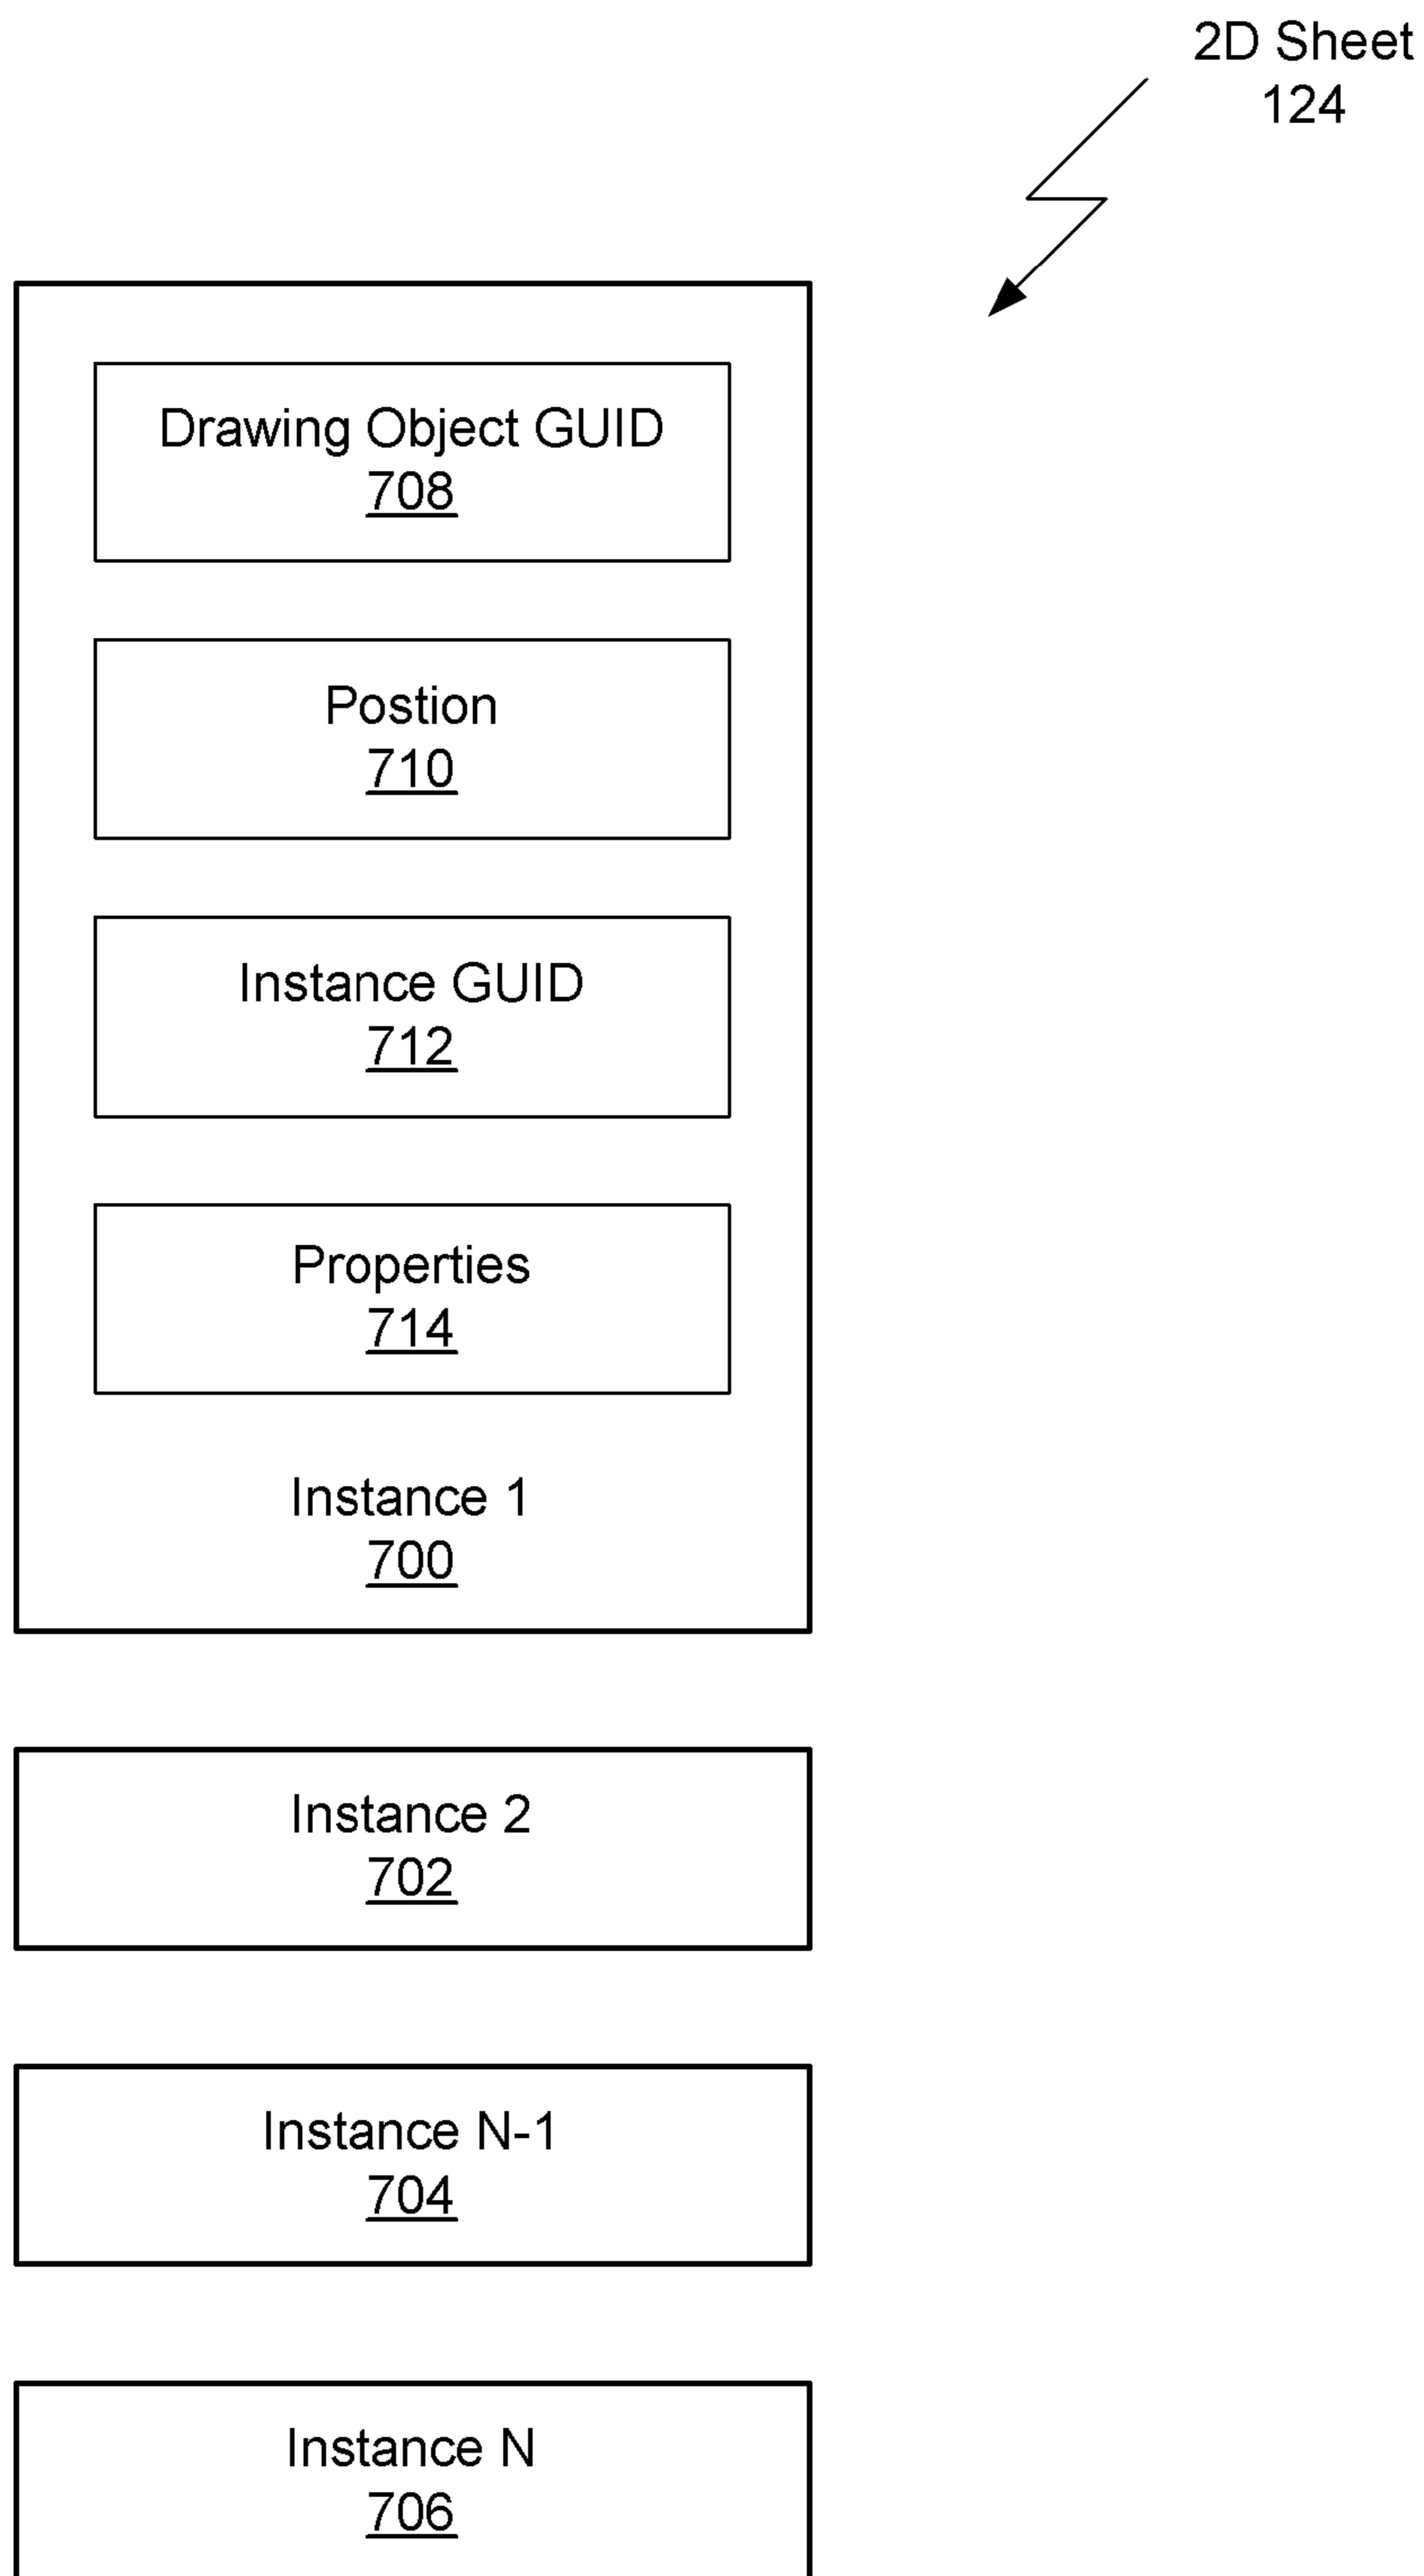 2D Sheet
124
Drawing Object GUID
708
Postion
710
Instance GUID
712
Properties
714
Instance 1
700
Instance 2
702
Instance N-1
704
Instance N
706